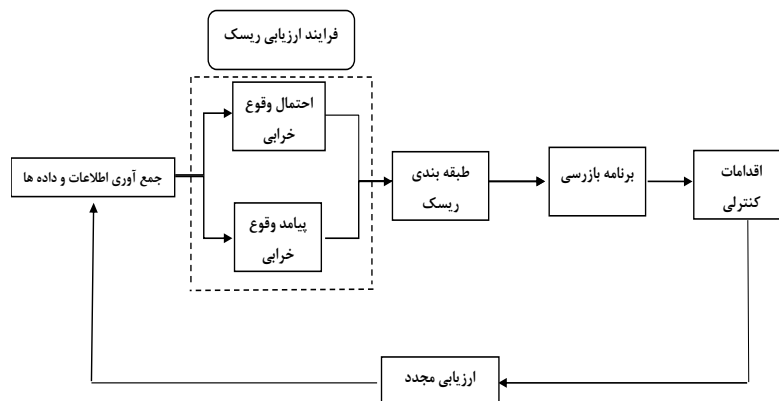 فرایند ارزیابی ریسک
احتمال وقوع
خرابی
جمع آوری اطلاعات و داده ها
پیامد وقوع
خرابی
طبقه بندی
ریسک
برنامه بازرسی
اقدامات
کنترلی
ارزیابی مجدد